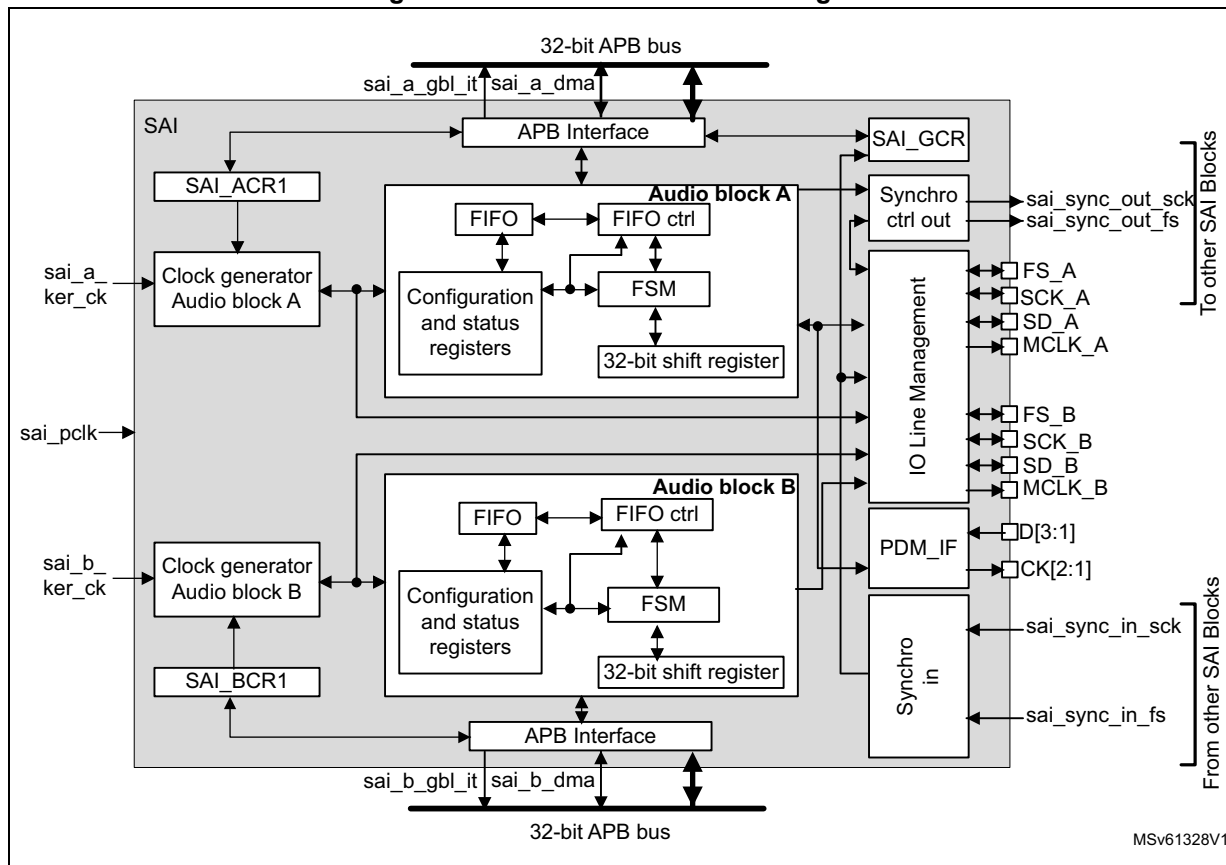 32-bit APB bus
sai_a_gbl_it
sai_a_dma
SAI
APB Interface
SAI_GCR
SAI_ACR1
Audio block A
FIFO
FIFO ctrl
Synchro
ctrl out
sai_sync_out_sck
sai_sync_out_fs
To other SAI Blocks
sai_a_
ker_ck
Clock generator
Audio block A
Configuration
and status
registers
FSM
32-bit shift register
IO Line Management
FS_A
SCK_A
SD_A
MCLK_A
sai_pclk
FS_B
SCK_B
SD_B
MCLK_B
Audio block B
FIFO
FIFO ctrl
sai_b_
ker_ck
Clock generator
Audio block B
Configuration
and status
registers
FSM
32-bit shift register
PDM_IF
D[3:1]
CK[2:1]
SAI_BCR1
Synchro
in
sai_sync_in_sck
sai_sync_in_fs
From other SAI Blocks
APB Interface
sai_b_gbl_it
sai_b_dma
32-bit APB bus
MSv61328V1